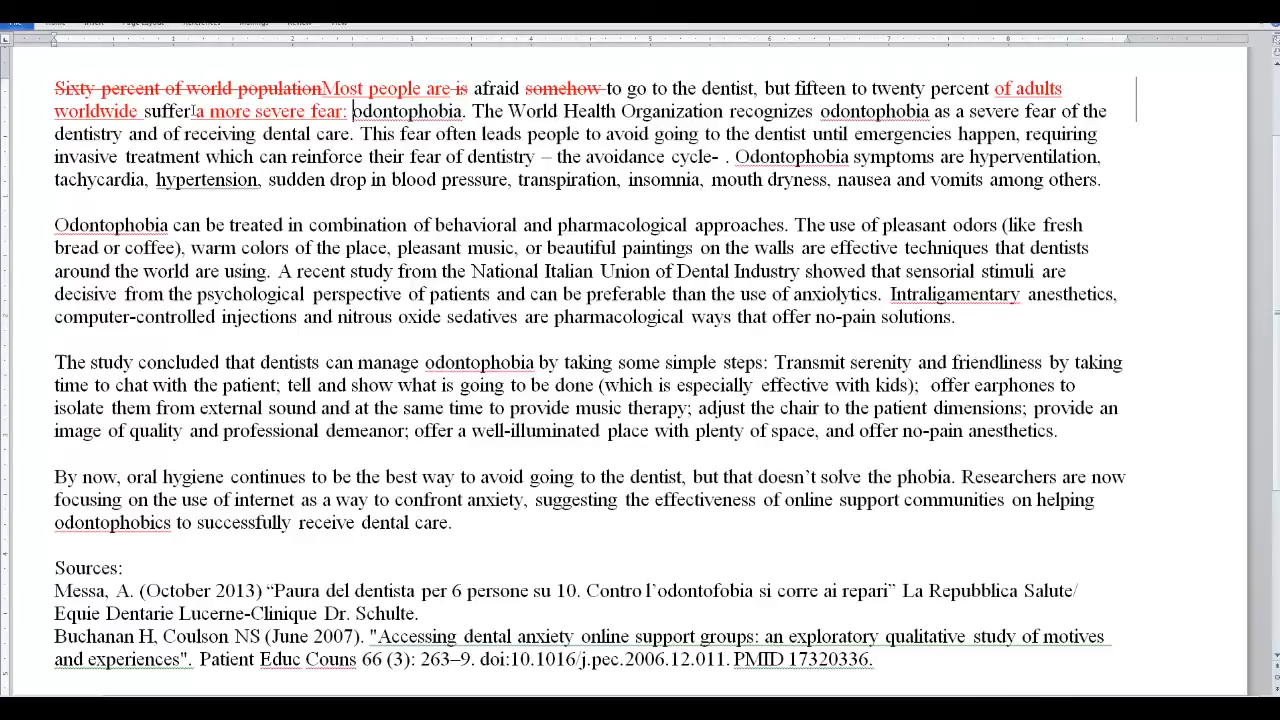 Sixty percent of world populationMost people are is afraid somehow to go to the dentist, but fifteen to twenty percent of adults
worldwide suffer a more severe fear: odontophobia. The World Health Organization recognizes odontophobia as a severe fear of the
dentistry and of receiving dental care. This fear often leads people to avoid going to the dentist until emergencies happen, requiring
invasive treatment which can reinforce their fear of dentistry – the avoidance cycle- . Odontophobia symptoms are hyperventilation,
tachycardia, hypertension, sudden drop in blood pressure, transpiration, insomnia, mouth dryness, nausea and vomits among others.
Odontophobia can be treated in combination of behavioral and pharmacological approaches. The use of pleasant odors (like fresh
bread or coffee), warm colors of the place, pleasant music, or beautiful paintings on the walls are effective techniques that dentists
around the world are using. A recent study from the National Italian Union of Dental Industry showed that sensorial stimuli are
decisive from the psychological perspective of patients and can be preferable than the use of anxiolytics. Intraligamentary anesthetics,
computer-controlled injections and nitrous oxide sedatives are pharmacological ways that offer no-pain solutions.
The study concluded that dentists can manage odontophobia by taking some simple steps: Transmit serenity and friendliness by taking
time to chat with the patient; tell and show what is going to be done (which is especially effective with kids); offer earphones to
isolate them from external sound and at the same time to provide music therapy; adjust the chair to the patient dimensions; provide an
image of quality and professional demeanor; offer a well-illuminated place with plenty of space, and offer no-pain anesthetics.
By now, oral hygiene continues to be the best way to avoid going to the dentist, but that doesn’t solve the phobia. Researchers are now
focusing on the use of internet as a way to confront anxiety, suggesting the effectiveness of online support communities on helping
odontophobics to successfully receive dental care.
Sources:
Messa, A. (October 2013) “Paura del dentista per 6 persone su 10. Contro l’odontofobia si corre ai repari” La Repubblica Salute/
Equie Dentarie Lucerne-Clinique Dr. Schulte.
Buchanan H, Coulson NS (June 2007). "Accessing dental anxiety online support groups: an exploratory qualitative study of motives
and experiences". Patient Educ Couns 66 (3): 263–9. doi:10.1016/j.pec.2006.12.011. PMID 17320336.